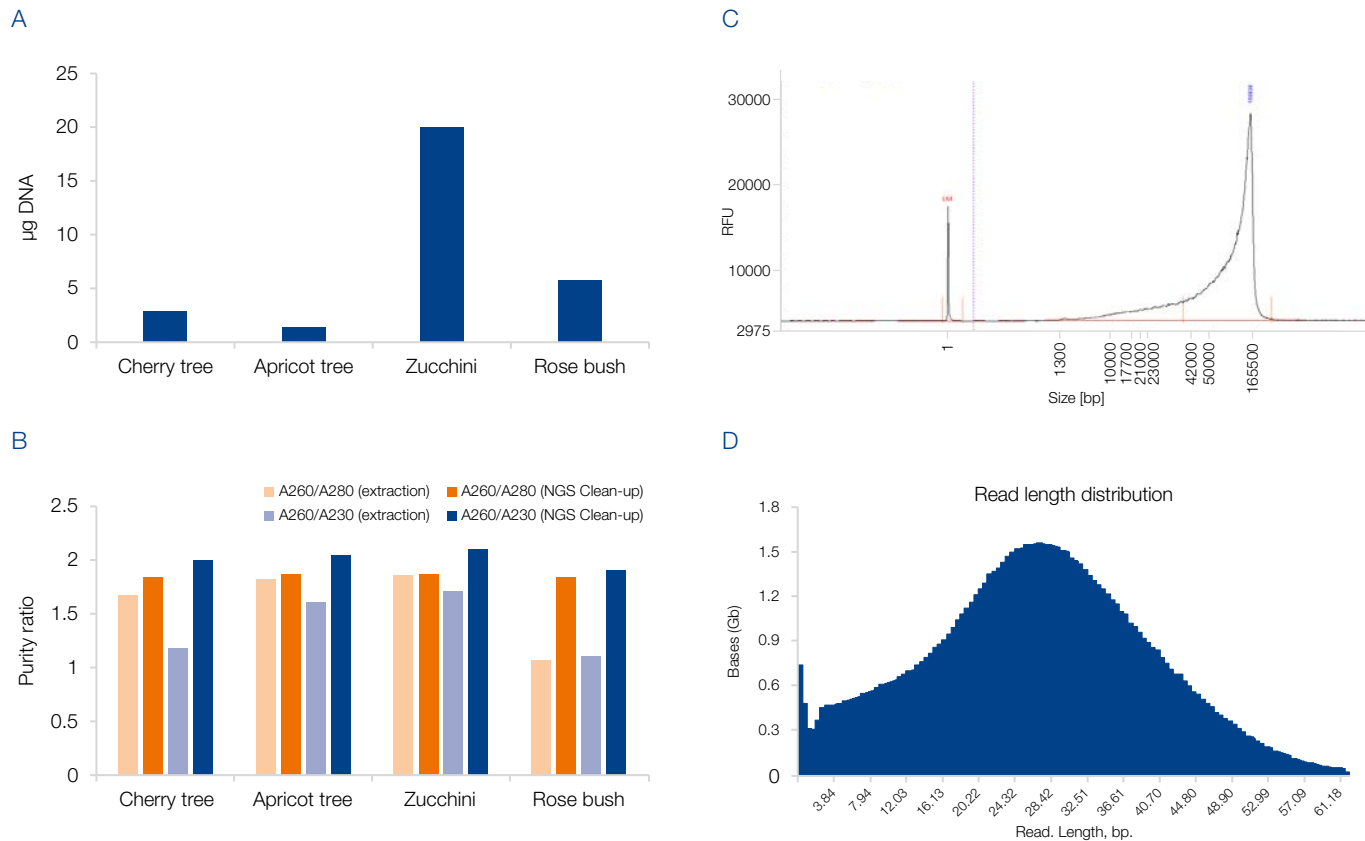 A
25
20
15
10
5
0
µg DNA
Cherry tree
Apricot tree
Zucchini
Rose bush
B
A260/A280 (extraction)
A260/A280 (NGS Clean-up)
A260/A230 (extraction)
A260/A230 (NGS Clean-up)
2.5
2
1.5
1
0.5
0
Purity ratio
Cherry tree
Apricot tree
Zucchini
Rose bush
C
30000
20000
10000
2975
RFU
1
1300
10000
17700
21000
23000
42000
50000
165500
Size [bp]
D
Read length distribution
1.8
1.5
1.2
0.9
0.6
0.3
0
Bases (Gb)
3.84
7.94
12.03
16.13
20.22
24.32
28.42
32.51
36.61
40.70
44.80
48.90
52.99
57.09
61.18
Read. Length, bp.